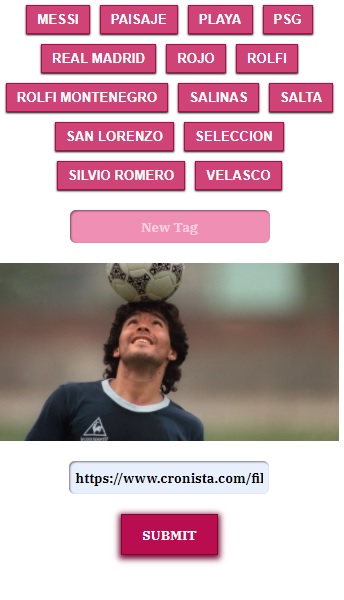 MESSI PAISAJE PLAYA PSG
REAL MADRID ROJO ROLFI
ROLFI MONTENEGRO SALINAS SALTA
SAN LORENZO SELECCION
SILVIO ROMERO VELASCO
New Tag
https://www.cronista.com/fil
SUBMIT